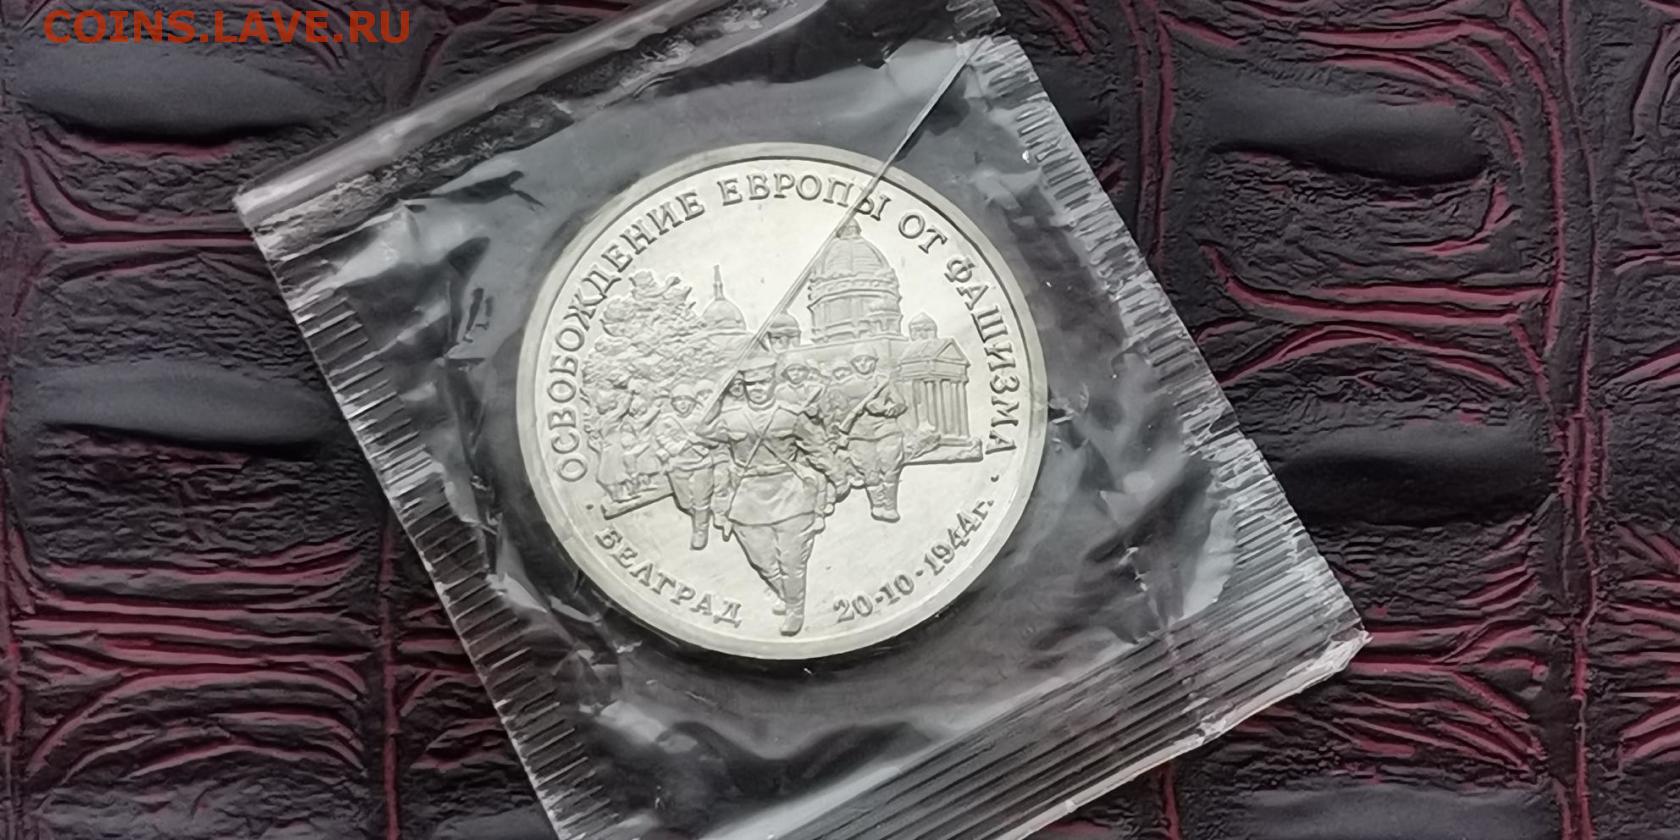 COINS.LAVE.RU
ОСВОБОЖДЕНИЕ ЕВРОПЫ ОТ ФАШИЗМА
· БЕЛГРАД 20·10·1944г. ·